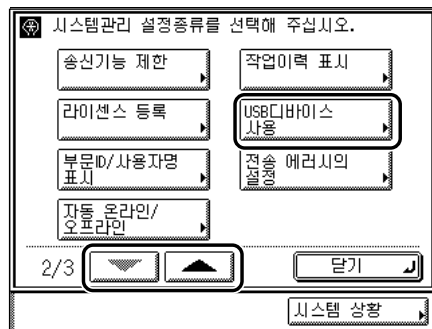 시스템관리 설정종류를 선택해 주십시오.
송신기능 제한
작업이력 표시
라이센스 등록
USB디바이스
사용
부문ID/사용자명
표시
전송 에러시의
설정
자동 온라인/
오프라인
2/3
닫기
시스템 상황